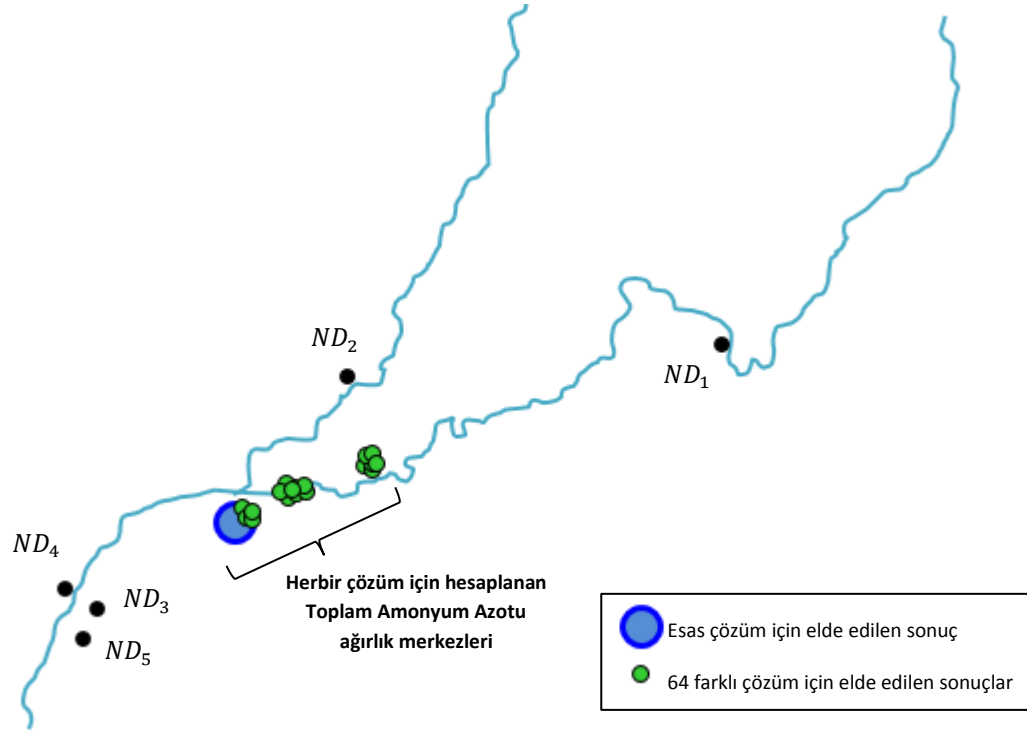 ND₂
ND₁
ND₄
ND₃
ND₅
Herbir çözüm için hesaplanan
Toplam Amonyum Azotu
ağırlık merkezleri
Esas çözüm için elde edilen sonuç
64 farklı çözüm için elde edilen sonuçlar